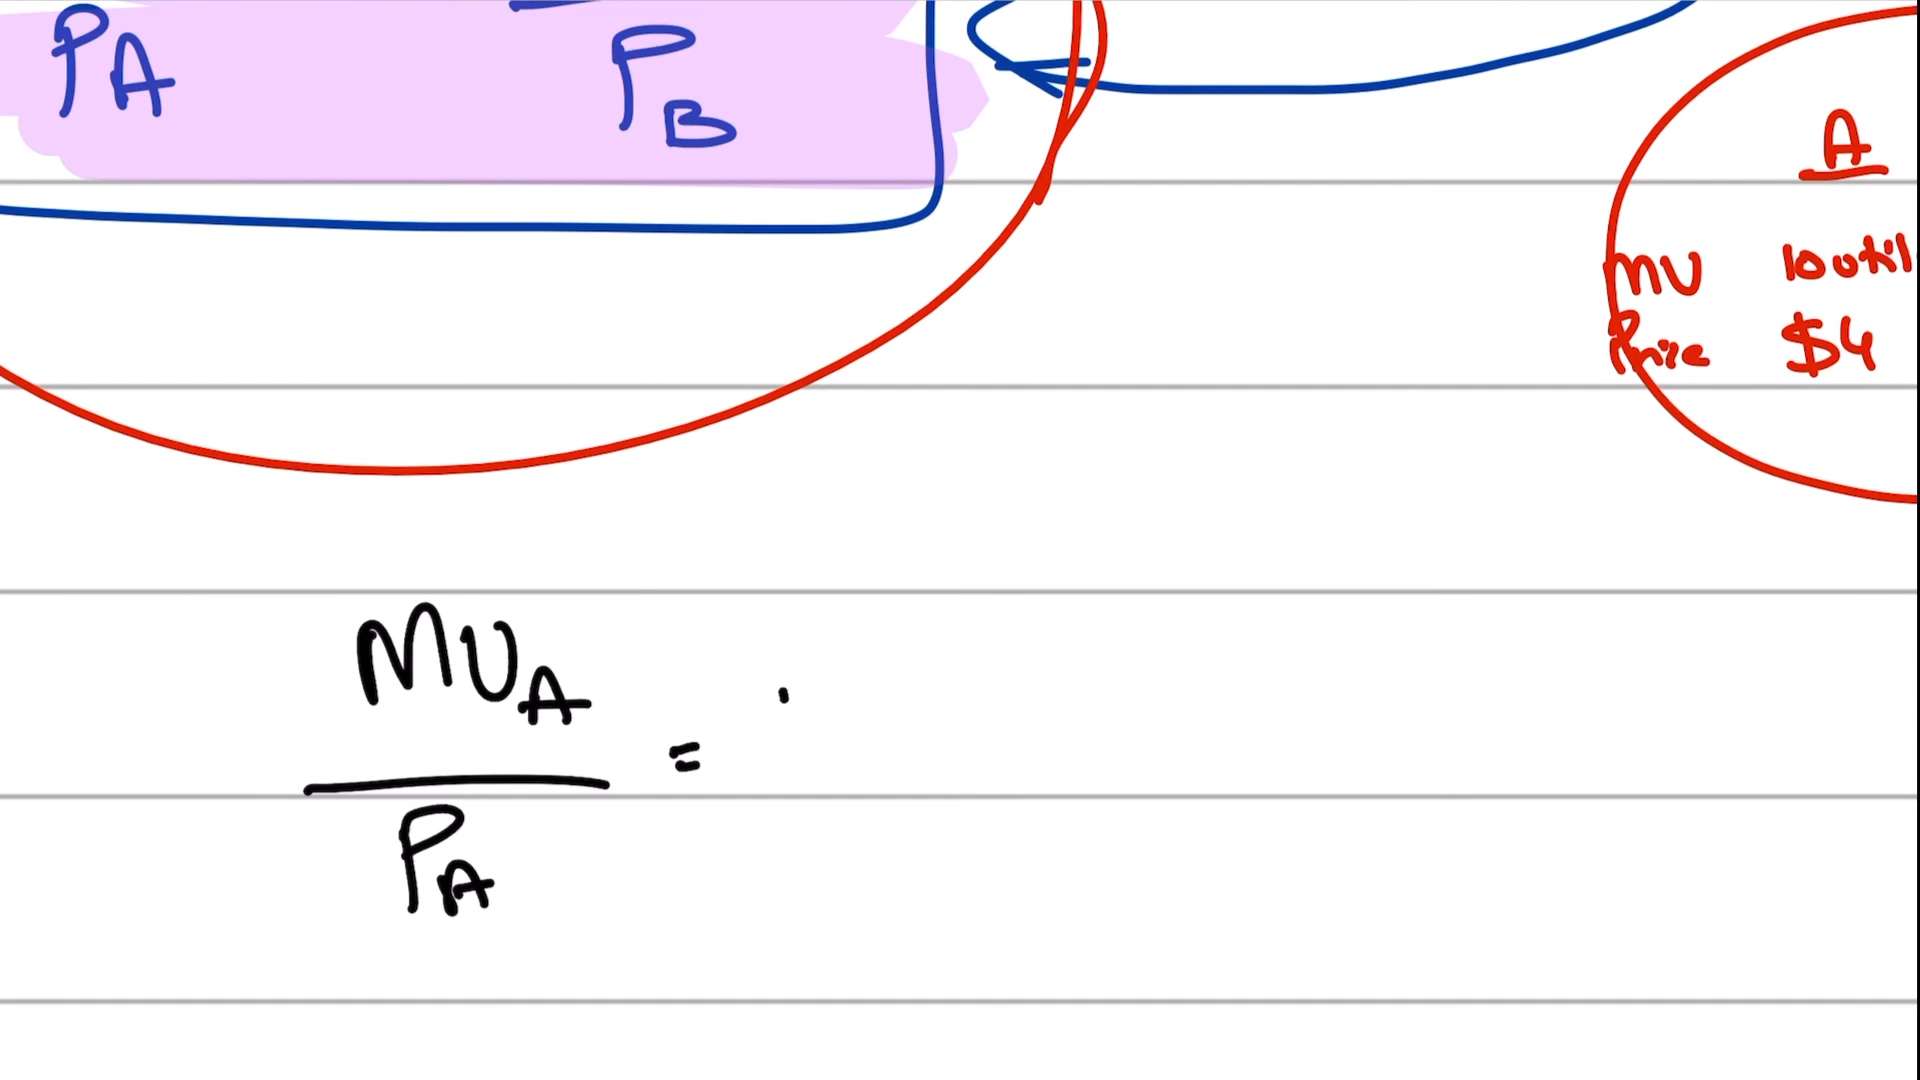 PA PB
A
MU 10 util
Price $4
MUA =
PA